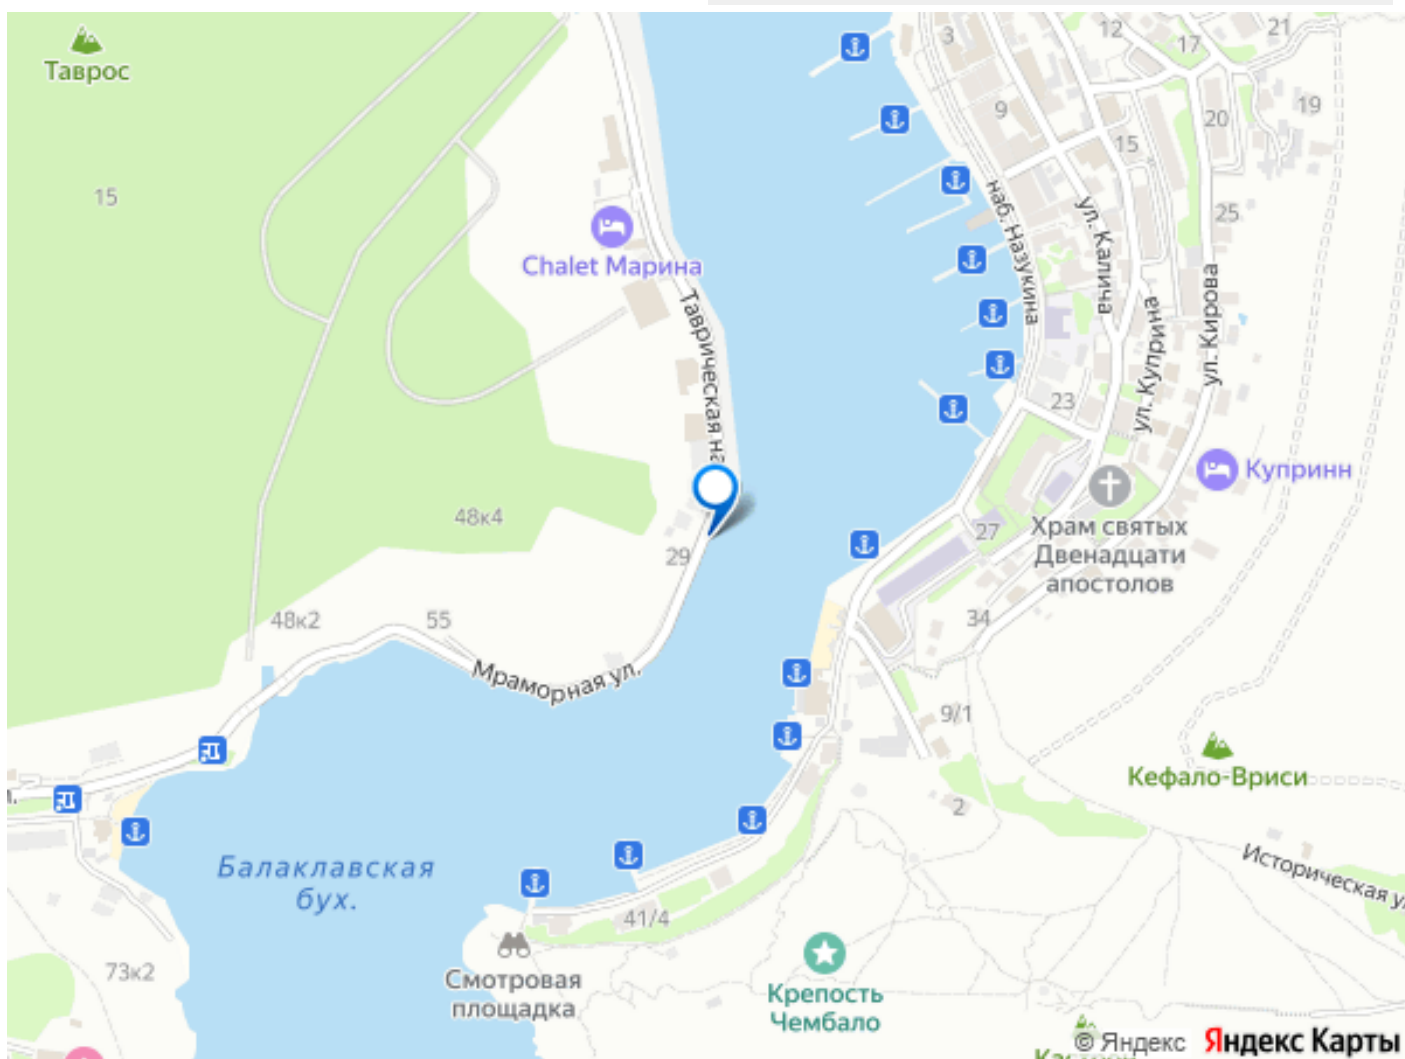 Таврос
15
3
12
17
21
9
19
20
15
наб. Назукина
ул. Калича
25
Chalet Марина
Таврическая на
ул. Куприна
ул. Кирова
23
Купринн
48к4
27
Храм святых
Двенадцати
апостолов
29
34
48к2
55
Мраморная ул.
9/1
Кефало-Вриси
2
Балаклавская
бух.
Историческая у
41/4
73к2
Смотровая
площадка
Крепость
Чембало
© Яндекс
Яндекс Карты